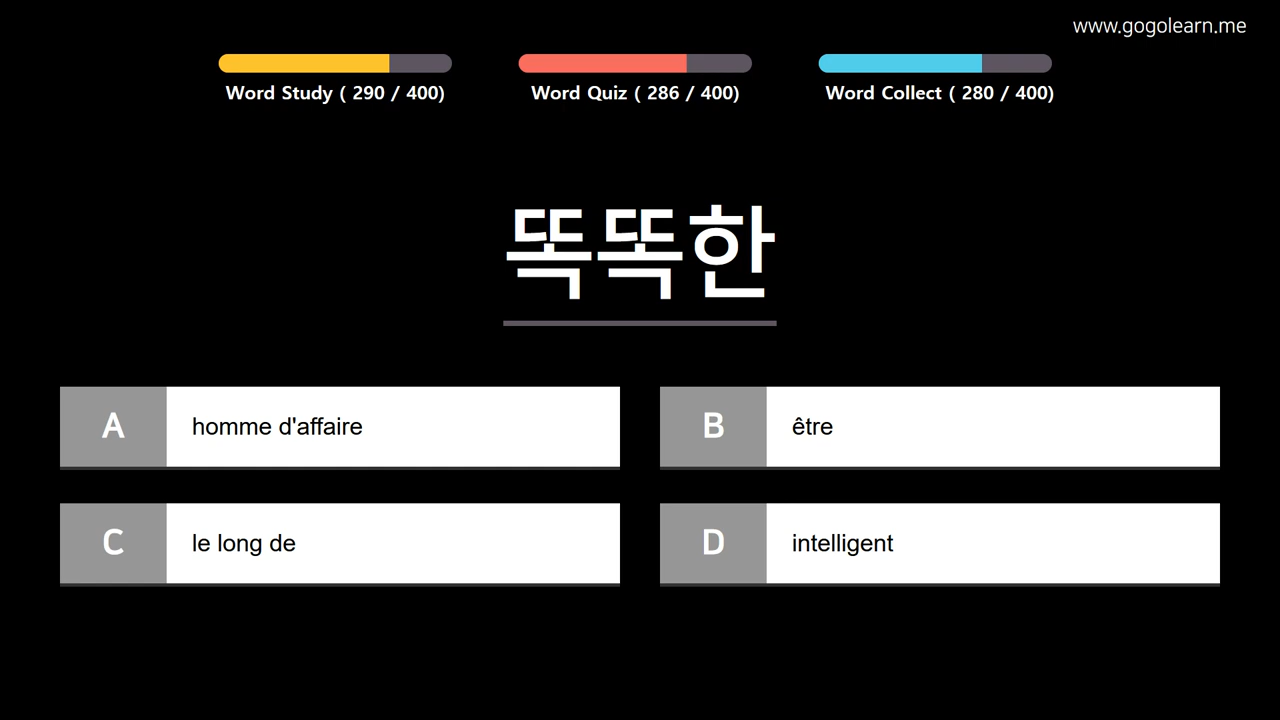 www.gogolearn.me
Word Study ( 290 / 400)
Word Quiz ( 286 / 400)
Word Collect ( 280 / 400)
똑똑한
A homme d'affaire
B être
C le long de
D intelligent